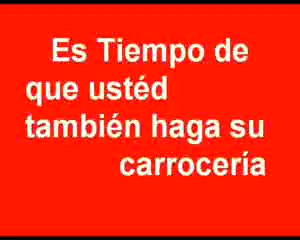 Es Tiempo de
que ustéd
también haga su
carrocería